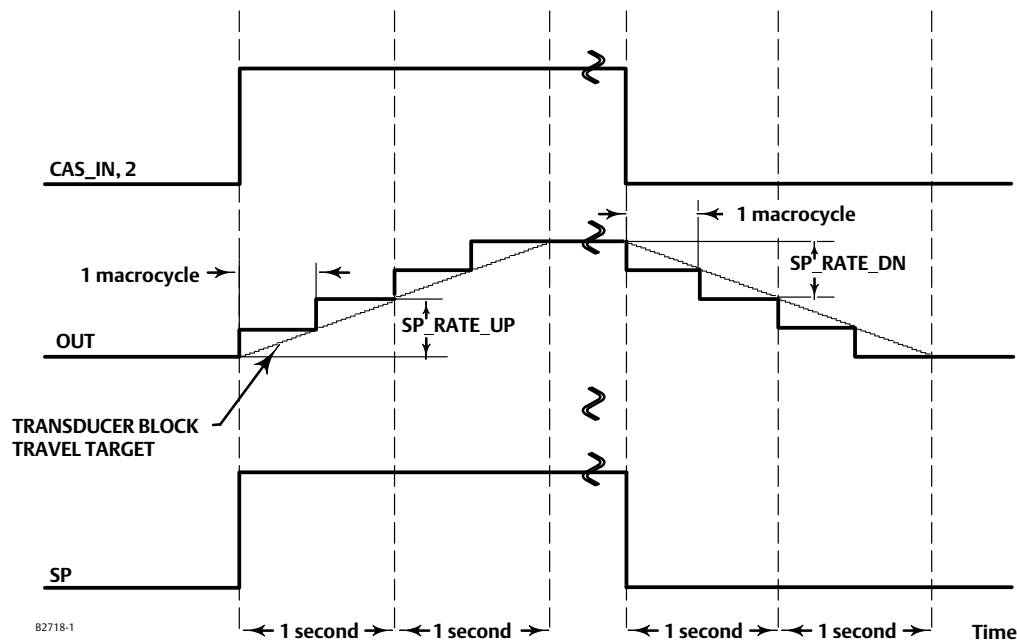 CAS_IN, 2
1 macrocycle
SP_RATE_DN
1 macrocycle
SP_RATE_UP
OUT
TRANSDUCER BLOCK
TRAVEL TARGET
SP
B2718-1
1 second
1 second
1 second
1 second
Time